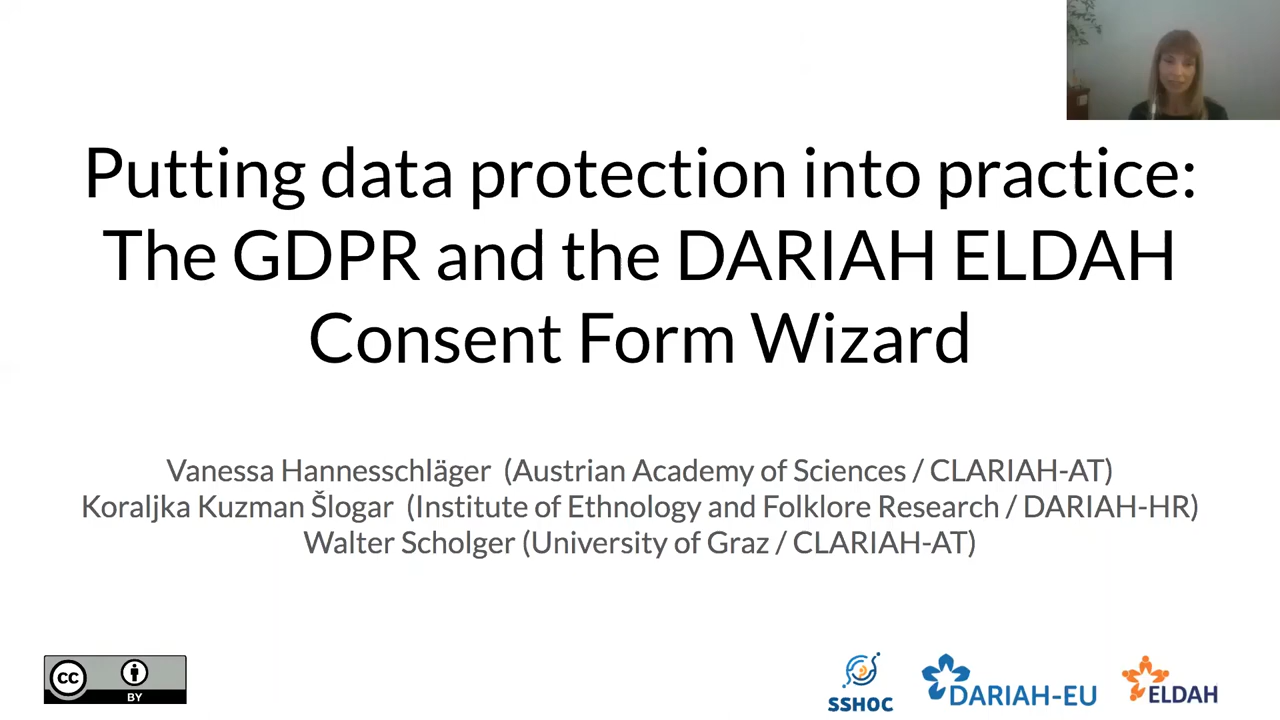 Putting data protection into practice:
The GDPR and the DARIAH ELDAH
Consent Form Wizard
Vanessa Hannesschläger (Austrian Academy of Sciences / CLARIAH-AT)
Koraljka Kuzman Šlogar (Institute of Ethnology and Folklore Research / DARIAH-HR)
Walter Scholger (University of Graz / CLARIAH-AT)
CC
BY
SSHOC
DARIAH-EU
ELDAH